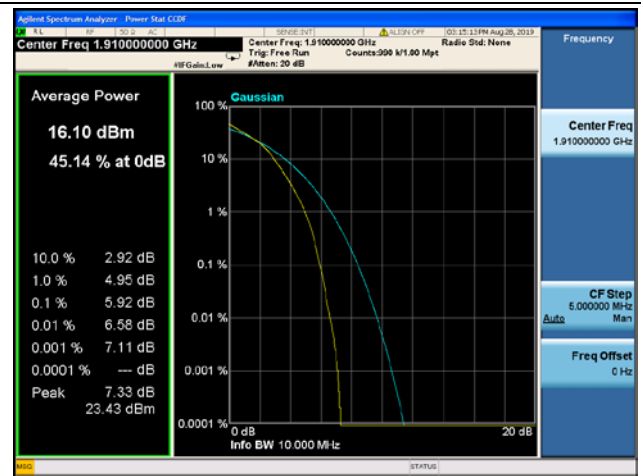 Agilent Spectrum Analyzer Power Stat CCDF
RL RF 50 Ω AC SENSE:INT ALIGN OFF 03:15:13 PM Aug 28, 2019
Center Freq 1.910000000 GHz
Center Freq: 1.910000000 GHz Radio Std: None
Trig: Free Run Counts:990 k/1.00 Mpt
#IFGain:Low #Atten: 20 dB
Frequency
Average Power
16.10 dBm
45.14 % at 0dB
10.0 % 2.92 dB
1.0 % 4.95 dB
0.1 % 5.92 dB
0.01 % 6.58 dB
0.001 % 7.11 dB
0.0001 % --- dB
Peak 7.33 dB
23.43 dBm
Gaussian
100 %
10 %
1 %
0.1 %
0.01 %
0.001 %
0.0001 %
0 dB 20 dB
Info BW 10.000 MHz
Center Freq
1.910000000 GHz
CF Step
5.000000 MHz
Auto Man
Freq Offset
0 Hz
MSG STATUS